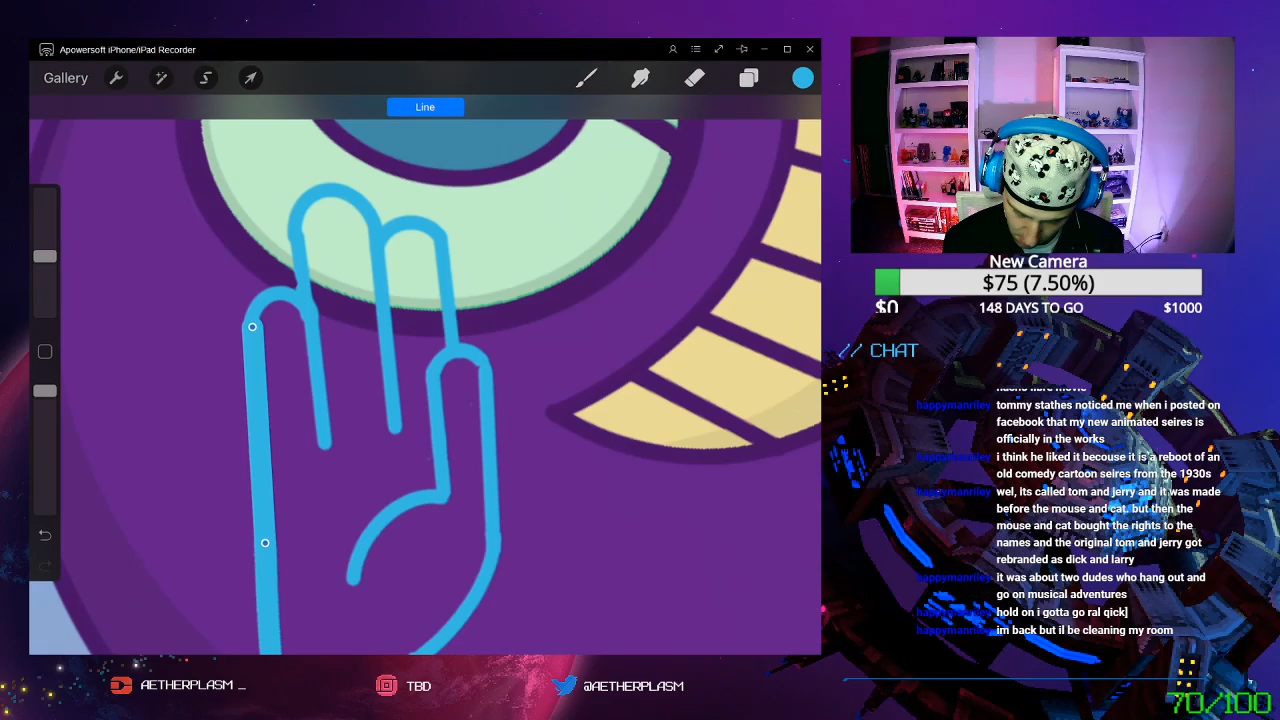 Apowersoft iPhone/iPad Recorder
Gallery
Line
New Camera
$75 (7.50%)
$0
148 DAYS TO GO
$1000
// CHAT
happymanriley tommy stathes noticed me when i posted on
facebook that my new animated seires is
officially in the works
i think he liked it becouse it is a reboot of an
old comedy cartoon seires from the 1930s
happymanriley wel, its called tom and jerry and it was made
before the mouse and cat. but then the
mouse and cat bought the rights to the
names and the original tom and jerry got
rebranded as dick and larry
happymanriley it was about two dudes who hang out and
go on musical adventures
happymanriley hold on i gotta go ral qick]
happymanriley im back but il be cleaning my room
AETHERPLASM _
TBD
@AETHERPLASM
70/100